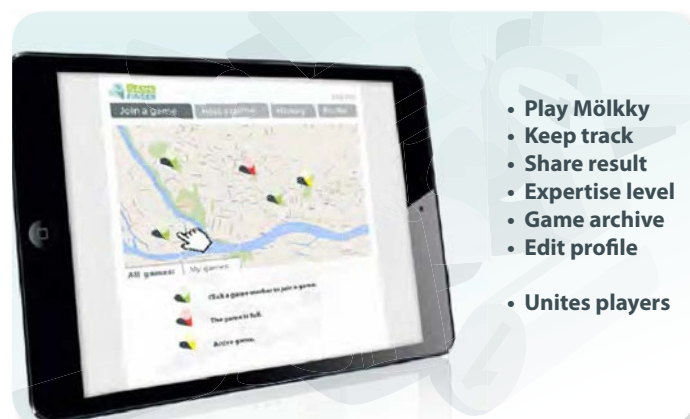 Join a game
Host a game
History
Profile
All games:
My games
Click a game marker to join a game.
The game is full.
Active game.
• Play Mölkky
• Keep track
• Share result
• Expertise level
• Game archive
• Edit profile
• Unites players